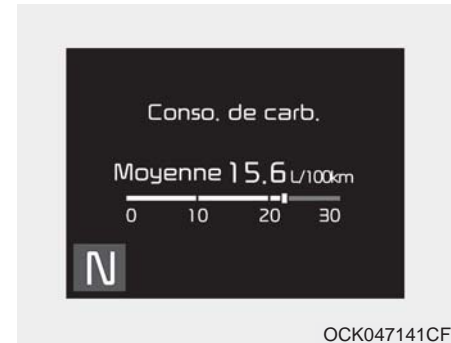 Conso. de carb.
Moyenne 15.6 L/100km
0 10 20 30
N
OCK047141CF